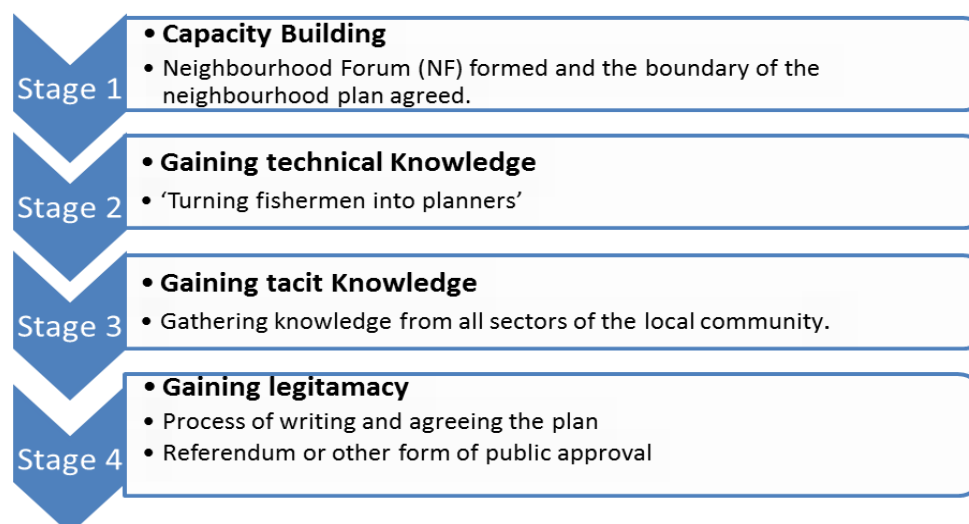 Stage 1
• Capacity Building
• Neighbourhood Forum (NF) formed and the boundary of the
neighbourhood plan agreed.
Stage 2
• Gaining technical Knowledge
• ‘Turning fishermen into planners’
Stage 3
• Gaining tacit Knowledge
• Gathering knowledge from all sectors of the local community.
Stage 4
• Gaining legitamacy
• Process of writing and agreeing the plan
• Referendum or other form of public approval